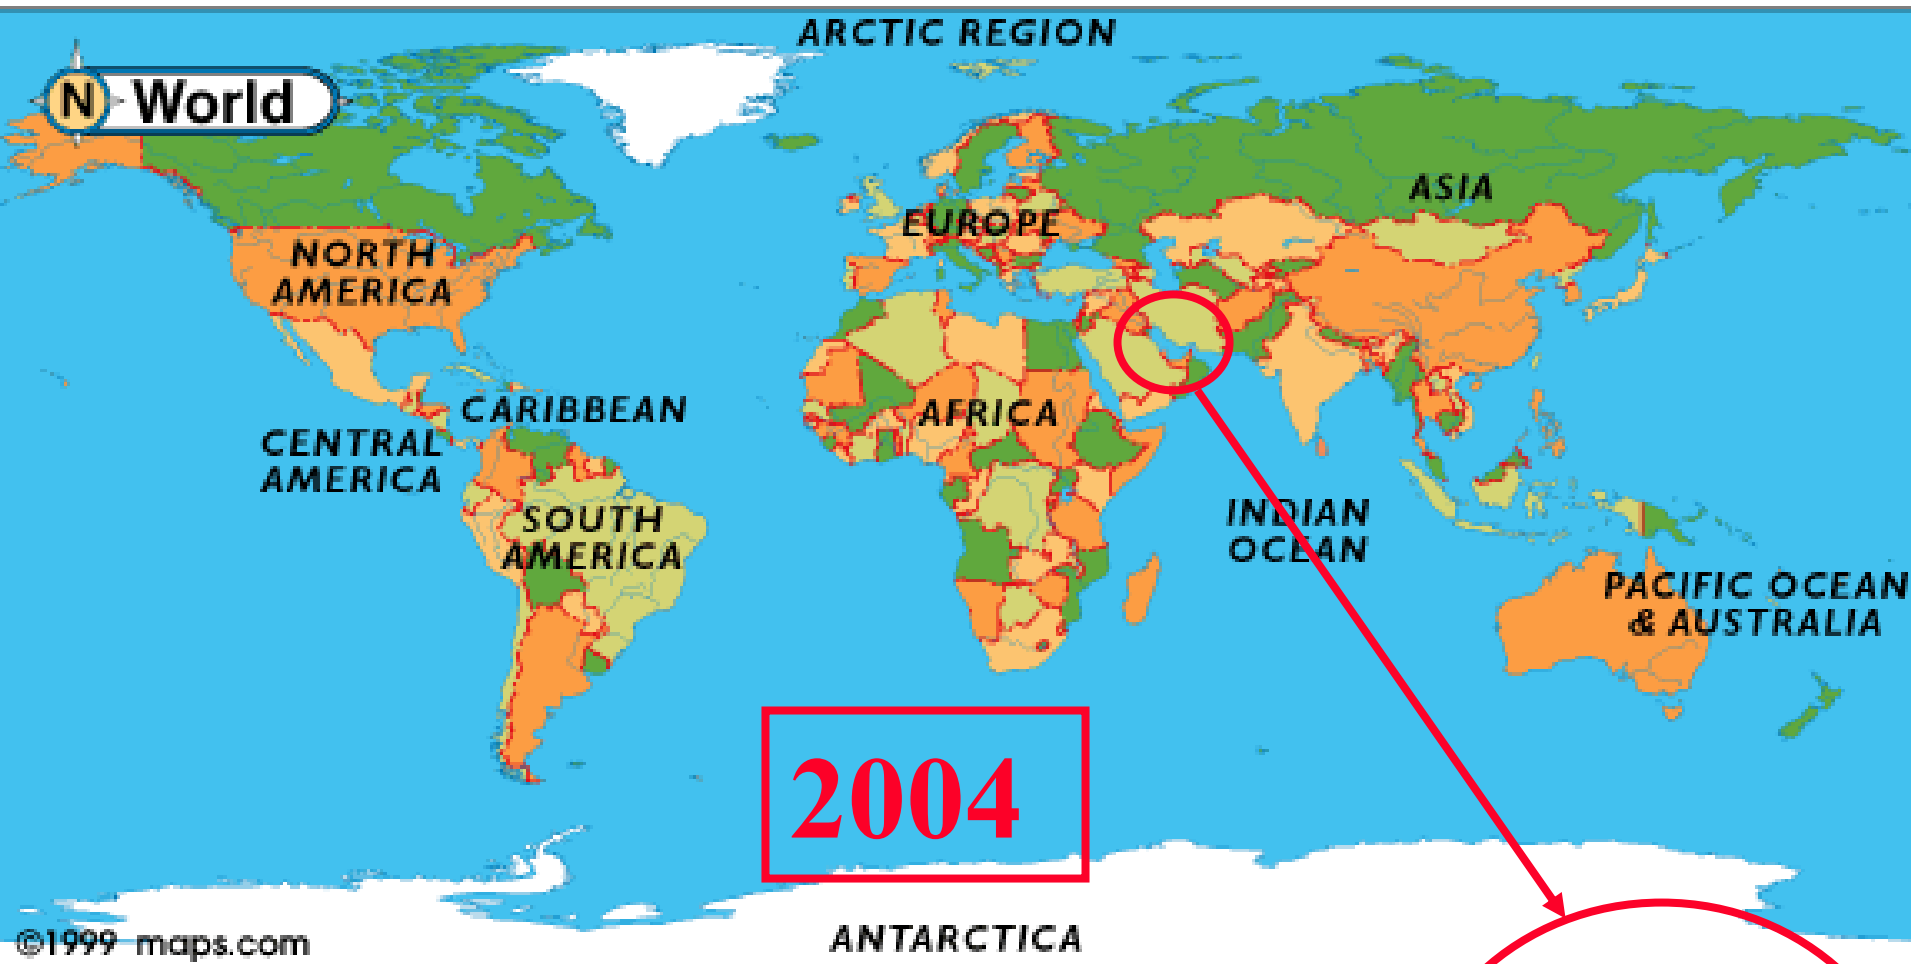 ARCTIC REGION
N World
ASIA
EUROPE
NORTH
AMERICA
CARIBBEAN
AFRICA
CENTRAL
AMERICA
SOUTH
AMERICA
INDIAN
OCEAN
PACIFIC OCEAN
& AUSTRALIA
2004
ANTARCTICA
©1999 maps.com